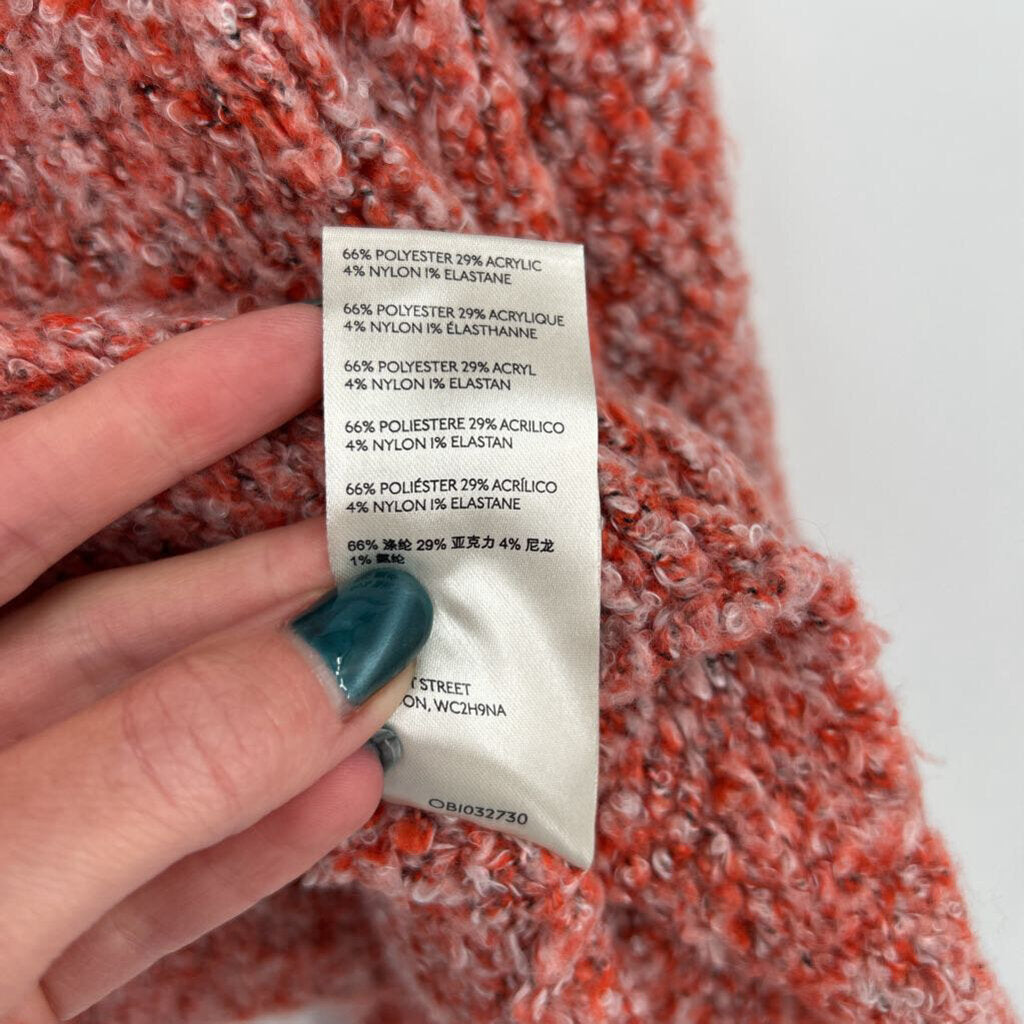 66% POLYESTER 29% ACRYLIC
4% NYLON 1% ELASTANE
66% POLYESTER 29% ACRYLIQUE
4% NYLON 1% ÉLASTHANNE
66% POLYESTER 29% ACRYL
4% NYLON 1% ELASTAN
66% POLIESTERE 29% ACRILICO
4% NYLON 1% ELASTAN
66% POLIÉSTER 29% ACRÍLICO
4% NYLON 1% ELASTANE
66% 涤纶 29% 亚克力 4% 尼龙
1% 氨纶
STREET
WC2H9NA
OB1032730